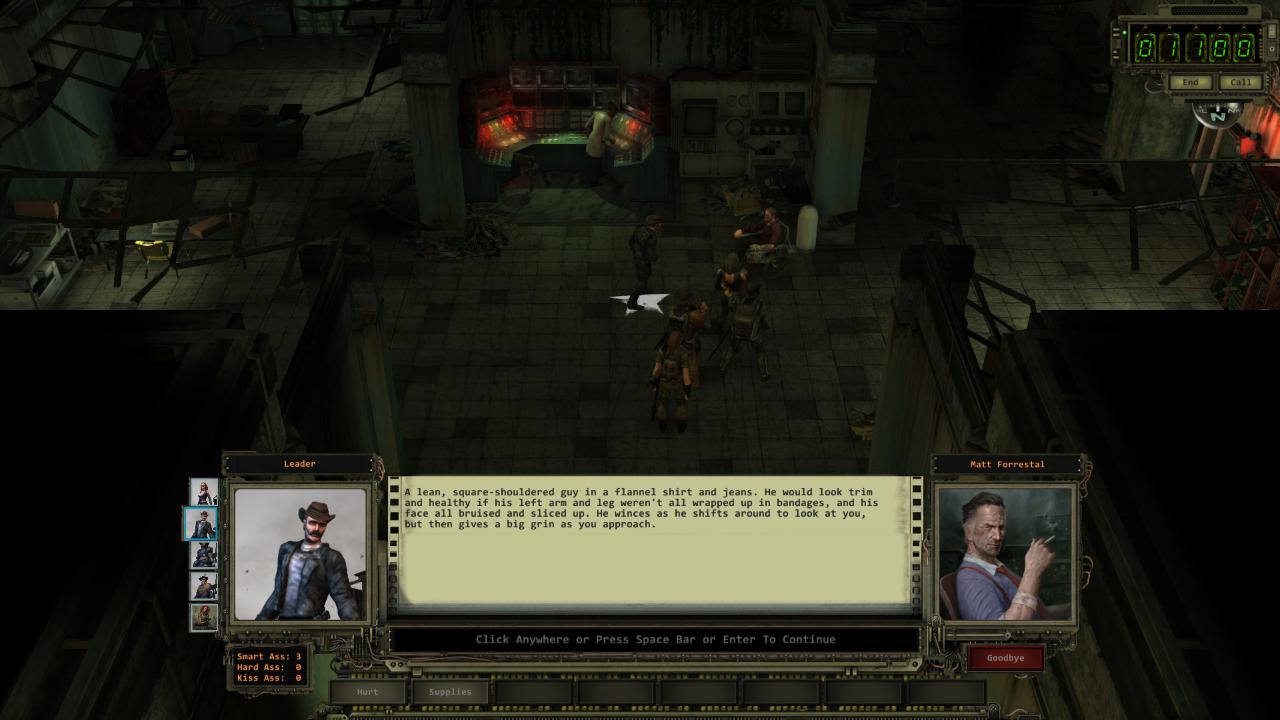 01100
End Call
N
Leader
Matt Forrestal
A lean, square-shouldered guy in a flannel shirt and jeans. He would look trim
and healthy if his left arm and leg weren't all wrapped up in bandages, and his
face all bruised and sliced up. He winces as he shifts around to look at you,
but then gives a big grin as you approach.
Click Anywhere or Press Space Bar or Enter To Continue
Smart Ass: 3
Hard Ass: 0
Kiss Ass: 0
Goodbye
Hurt Supplies